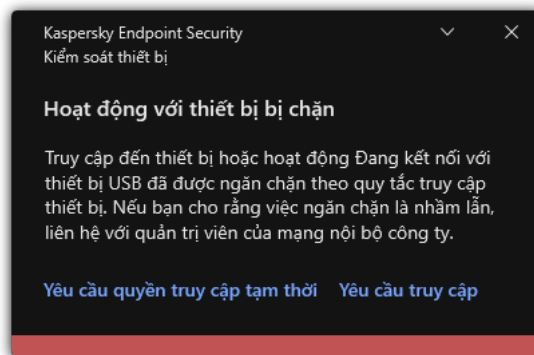 Kaspersky Endpoint Security
Kiểm soát thiết bị
Hoạt động với thiết bị bị chặn
Truy cập đến thiết bị hoặc hoạt động Đang kết nối với
thiết bị USB đã được ngăn chặn theo quy tắc truy cập
thiết bị. Nếu bạn cho rằng việc ngăn chặn là nhầm lẫn,
liên hệ với quản trị viên của mạng nội bộ công ty.
Yêu cầu quyền truy cập tạm thời Yêu cầu truy cập